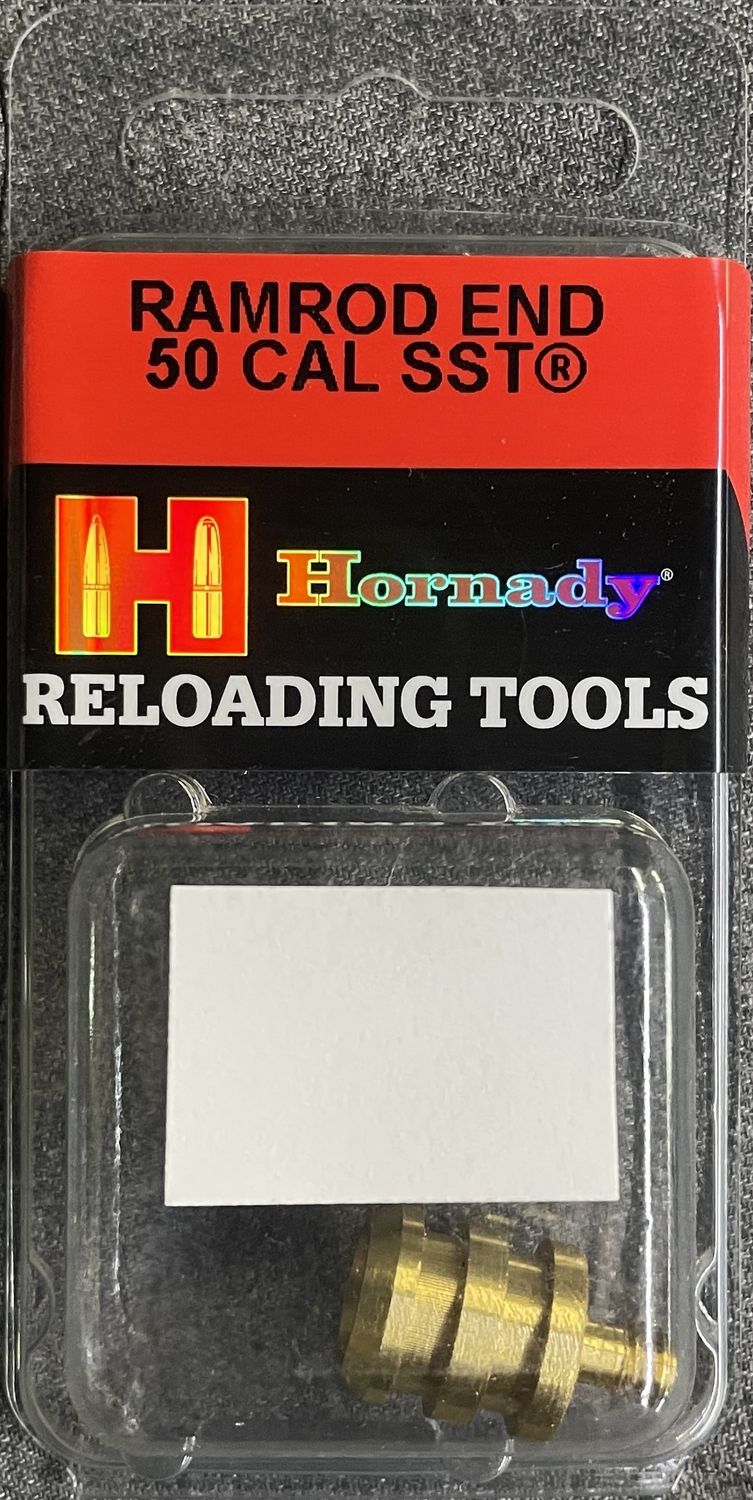 RAMROD END
50 CAL SST®
H Hornady®
RELOADING TOOLS